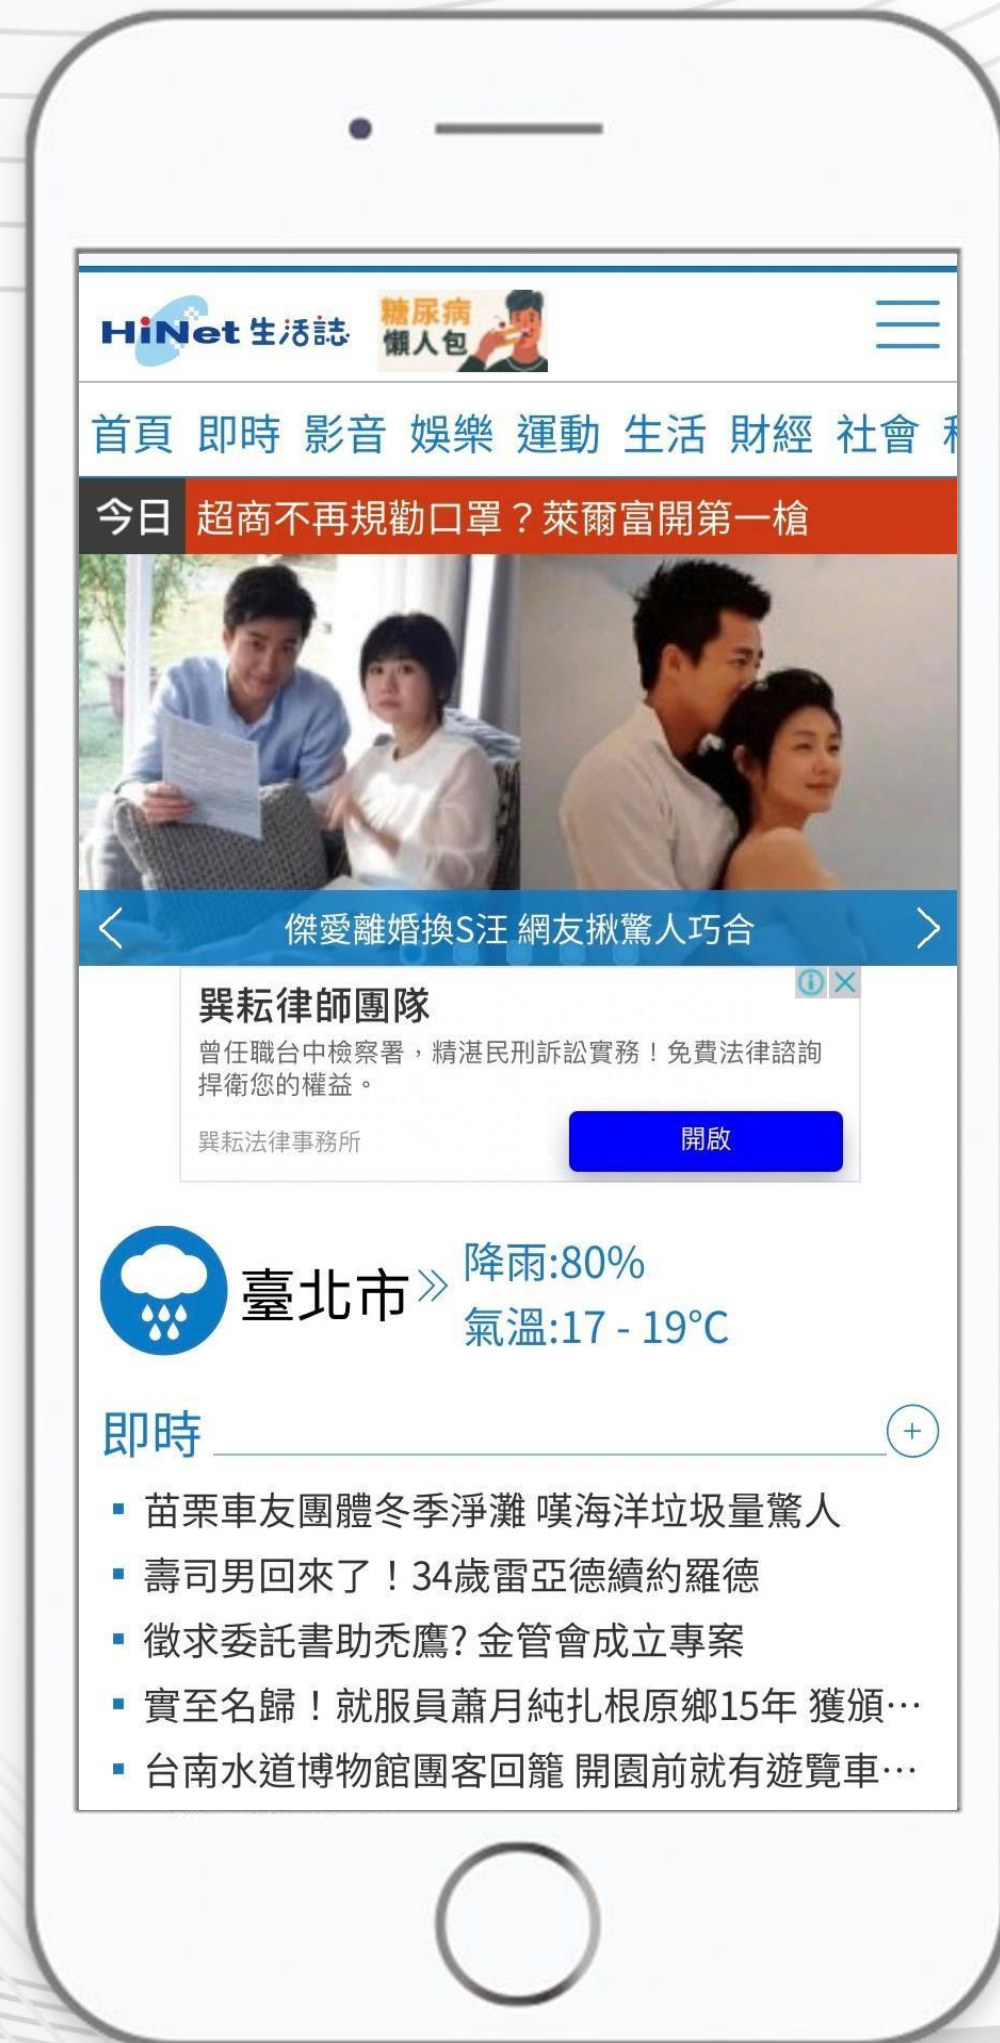 HiNet 生活誌
糖尿病
懶人包
首頁 即時 影音 娛樂 運動 生活 財經 社會
今日 超商不再規勸口罩？萊爾富開第一槍
傑愛離婚換S汪 網友揪驚人巧合
巽耘律師團隊
曾任職台中檢察署，精湛民刑訴訟實務！免費法律諮詢
捍衛您的權益。
巽耘法律事務所
開啟
臺北市
降雨:80%
氣溫:17 - 19°C
即時
苗栗車友團體冬季淨灘 嘆海洋垃圾量驚人
壽司男回來了！34歲雷亞德續約羅德
徵求委託書助禿鷹? 金管會成立專案
實至名歸！就服員蕭月純扎根原鄉15年 獲頒…
台南水道博物館團客回籠 開園前就有遊覽車…